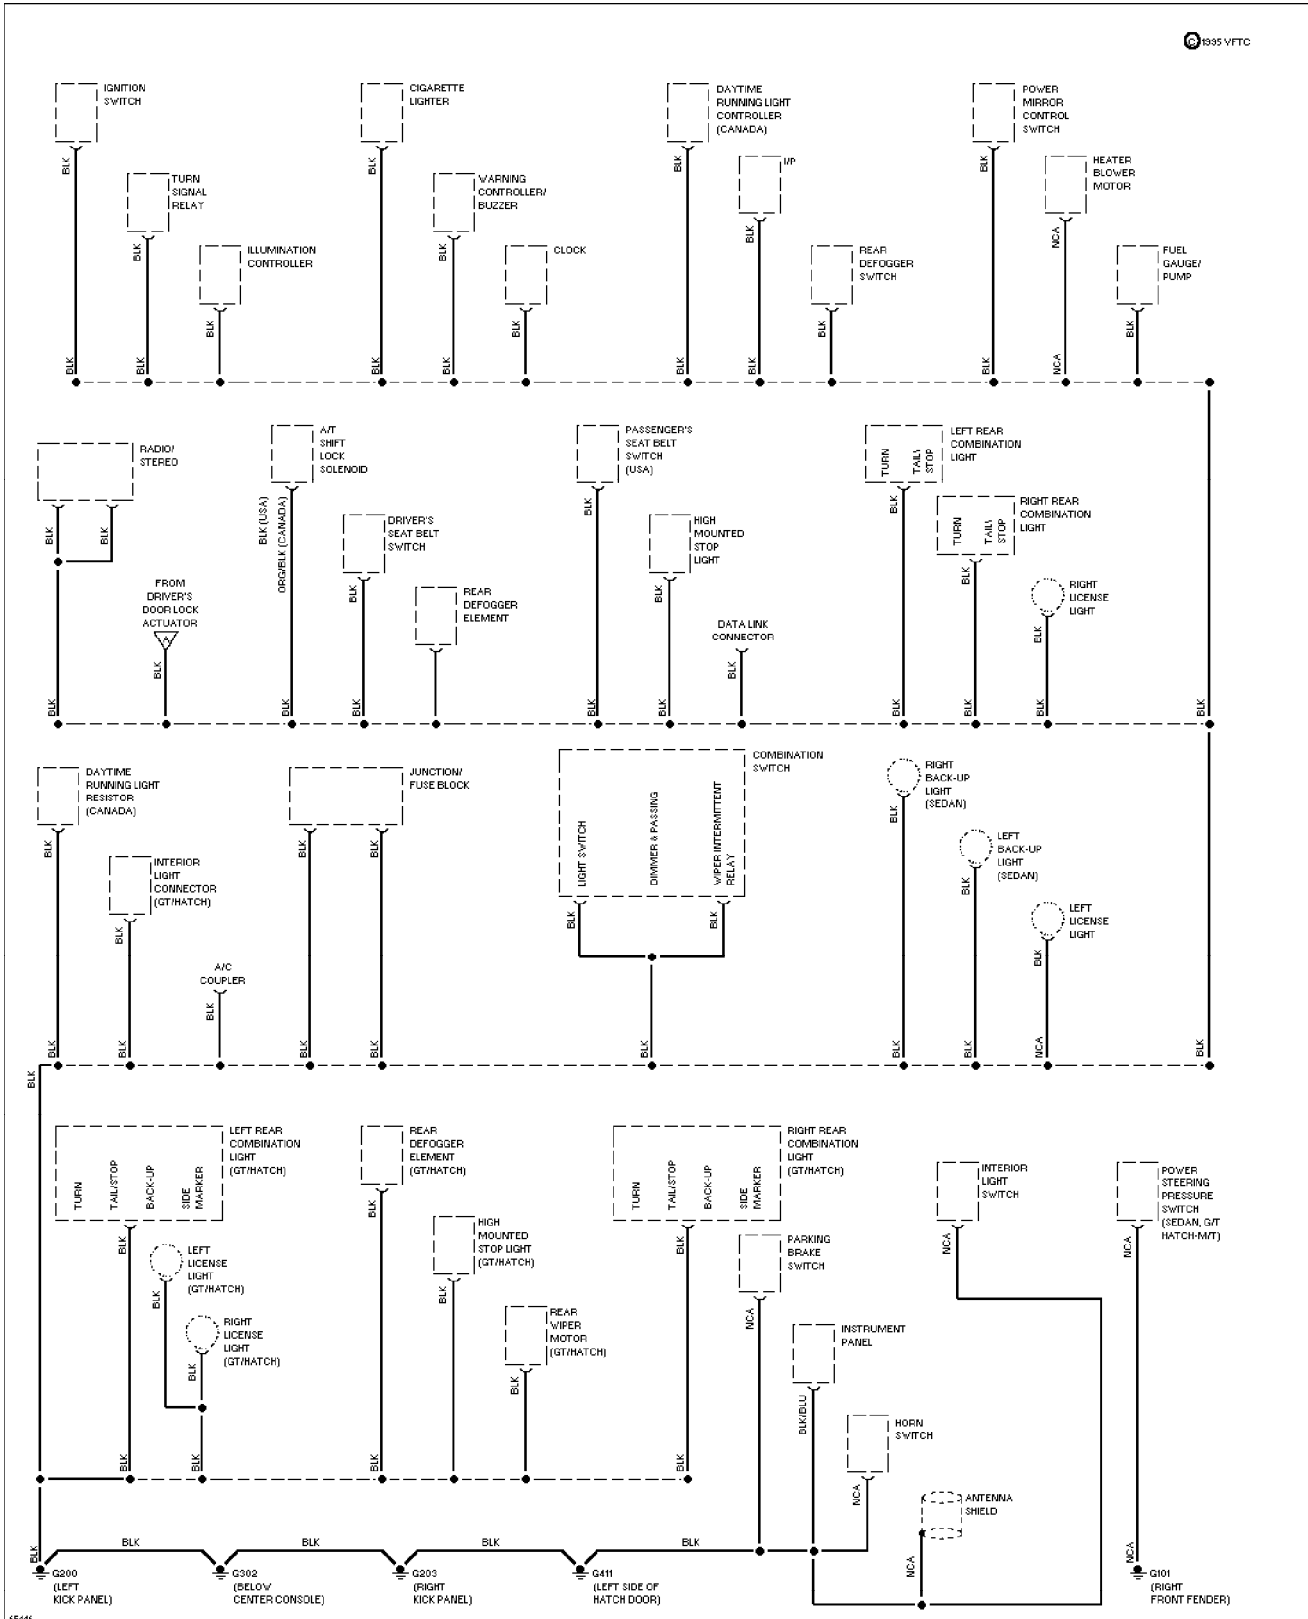 © 1995 VFTC
IGNITION
SWITCH
CIGARETTE
LIGHTER
DAYTIME
RUNNING LIGHT
CONTROLLER
(CANADA)
POWER
MIRROR
CONTROL
SWITCH
BLK
BLK
BLK
BLK
TURN
SIGNAL
RELAY
WARNING
CONTROLLER/
BUZZER
I/P
HEATER
BLOWER
MOTOR
BLK
BLK
BLK
NCA
ILLUMINATION
CONTROLLER
CLOCK
REAR
DEFOGGER
SWITCH
FUEL
GAUGE/
PUMP
BLK
BLK
BLK
BLK
BLK
BLK
BLK
BLK
BLK
BLK
BLK
NCA
RADIO/
STEREO
A/T
SHIFT
LOCK
SOLENOID
PASSENGER'S
SEAT BELT
SWITCH
(USA)
LEFT REAR
COMBINATION
LIGHT
TURN
TAIL\
STOP
BLK
BLK
BLK (USA)
ORG/BLK (CANADA)
BLK
BLK
DRIVER'S
SEAT BELT
SWITCH
HIGH
MOUNTED
STOP
LIGHT
RIGHT REAR
COMBINATION
LIGHT
TURN
TAIL\
STOP
FROM
DRIVER'S
DOOR LOCK
ACTUATOR
A
BLK
BLK
REAR
DEFOGGER
ELEMENT
BLK
DATA LINK
CONNECTOR
BLK
BLK
RIGHT
LICENSE
LIGHT
BLK
BLK
BLK
BLK
BLK
BLK
BLK
BLK
BLK
BLK
DAYTIME
RUNNING LIGHT
RESISTOR
(CANADA)
JUNCTION/
FUSE BLOCK
COMBINATION
SWITCH
LIGHT SWITCH
DIMMER & PASSING
WIPER INTERMITTENT
RELAY
RIGHT
BACK-UP
LIGHT
(SEDAN)
BLK
BLK
BLK
BLK
INTERIOR
LIGHT
CONNECTOR
(GT/HATCH)
LEFT
BACK-UP
LIGHT
(SEDAN)
BLK
BLK
BLK
BLK
A/C
COUPLER
BLK
LEFT
LICENSE
LIGHT
BLK
BLK
BLK
BLK
BLK
BLK
BLK
BLK
NCA
BLK
BLK
LEFT REAR
COMBINATION
LIGHT
(GT/HATCH)
TURN
TAIL/STOP
BACK-UP
SIDE
MARKER
REAR
DEFOGGER
ELEMENT
(GT/HATCH)
RIGHT REAR
COMBINATION
LIGHT
(GT/HATCH)
TURN
TAIL/STOP
BACK-UP
SIDE
MARKER
INTERIOR
LIGHT
SWITCH
POWER
STEERING
PRESSURE
SWITCH
(SEDAN, G/T
HATCH-M/T)
BLK
BLK
BLK
NCA
NCA
LEFT
LICENSE
LIGHT
(GT/HATCH)
HIGH
MOUNTED
STOP LIGHT
(GT/HATCH)
PARKING
BRAKE
SWITCH
BLK
BLK
NCA
RIGHT
LICENSE
LIGHT
(GT/HATCH)
REAR
WIPER
MOTOR
(GT/HATCH)
INSTRUMENT
PANEL
BLK
BLK
BLK/BLU
HORN
SWITCH
BLK
BLK
BLK
BLK
BLK
BLK
NCA
ANTENNA
SHIELD
NCA
BLK
BLK
BLK
BLK
BLK
NCA
G200
(LEFT
KICK PANEL)
G302
(BELOW
CENTER CONSOLE)
G203
(RIGHT
KICK PANEL)
G411
(LEFT SIDE OF
HATCH DOOR)
G101
(RIGHT
FRONT FENDER)